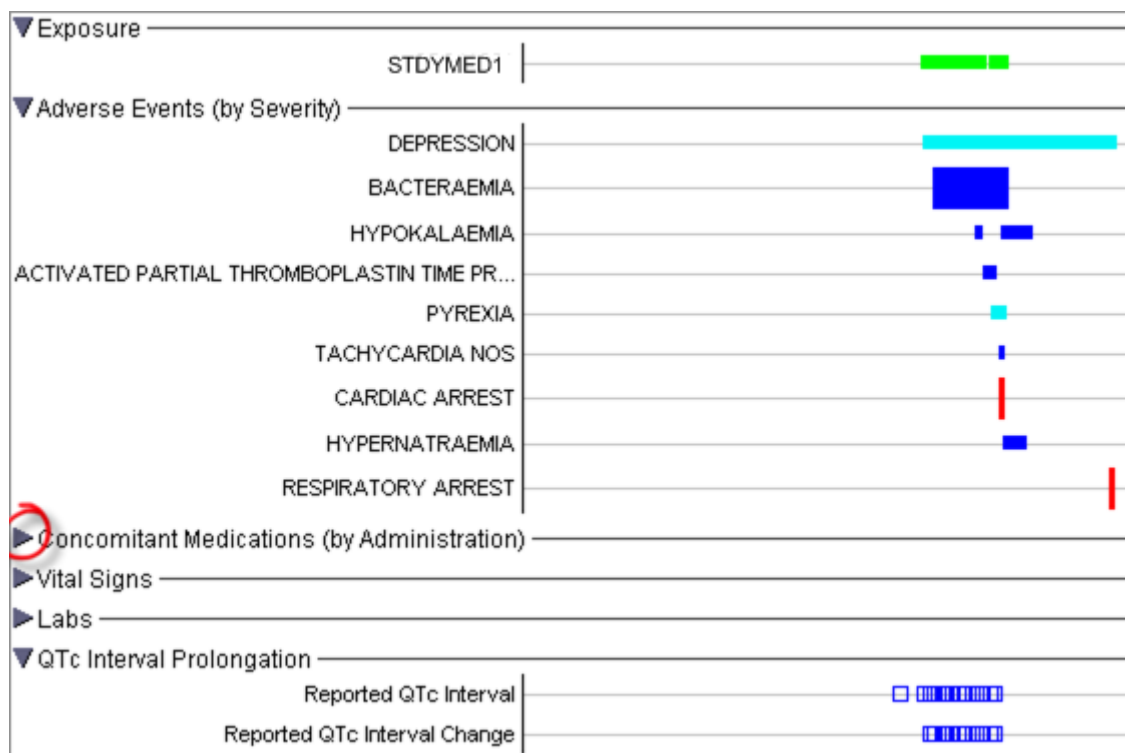 Exposure
STDYMED1
Adverse Events (by Severity)
DEPRESSION
BACTERAEMIA
HYPOKALAEMIA
ACTIVATED PARTIAL THROMBOPLASTIN TIME PR...
PYREXIA
TACHYCARDIA NOS
CARDIAC ARREST
HYPERNATRAEMIA
RESPIRATORY ARREST
Concomitant Medications (by Administration)
Vital Signs
Labs
QTc Interval Prolongation
Reported QTc Interval
Reported QTc Interval Change